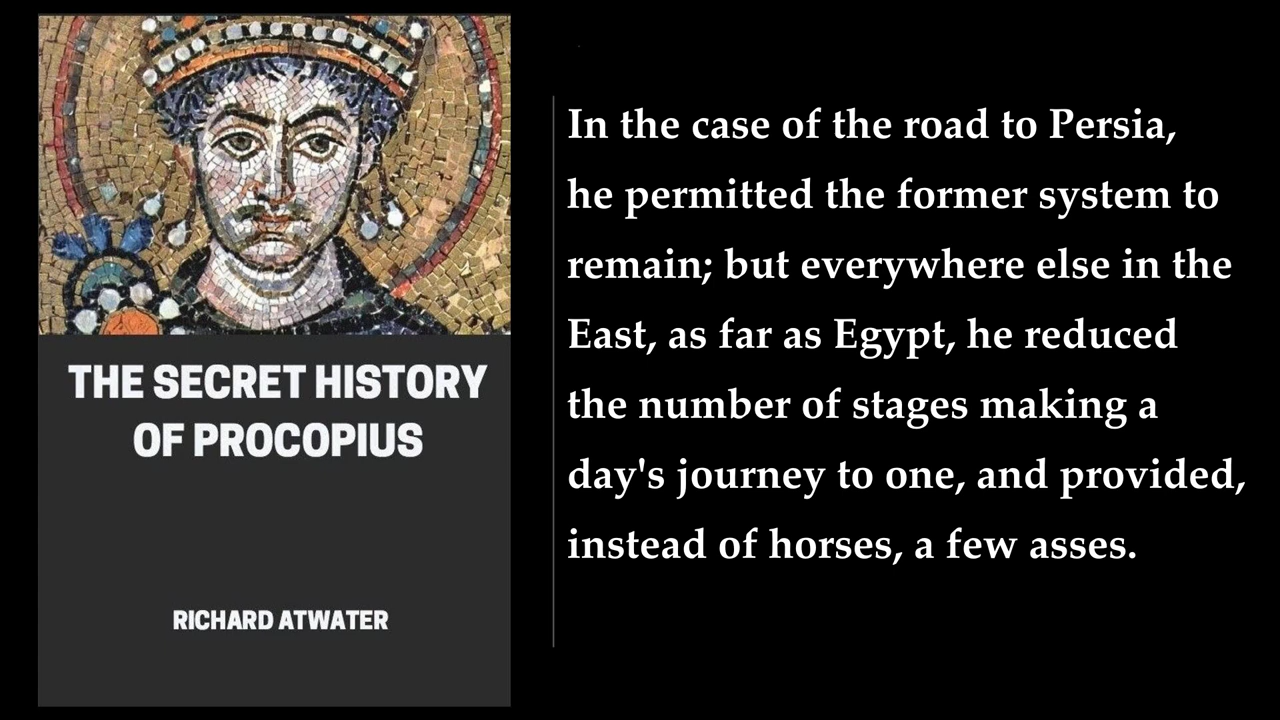 THE SECRET HISTORY
OF PROCOPIUS
RICHARD ATWATER
In the case of the road to Persia,
he permitted the former system to
remain; but everywhere else in the
East, as far as Egypt, he reduced
the number of stages making a
day's journey to one, and provided,
instead of horses, a few asses.